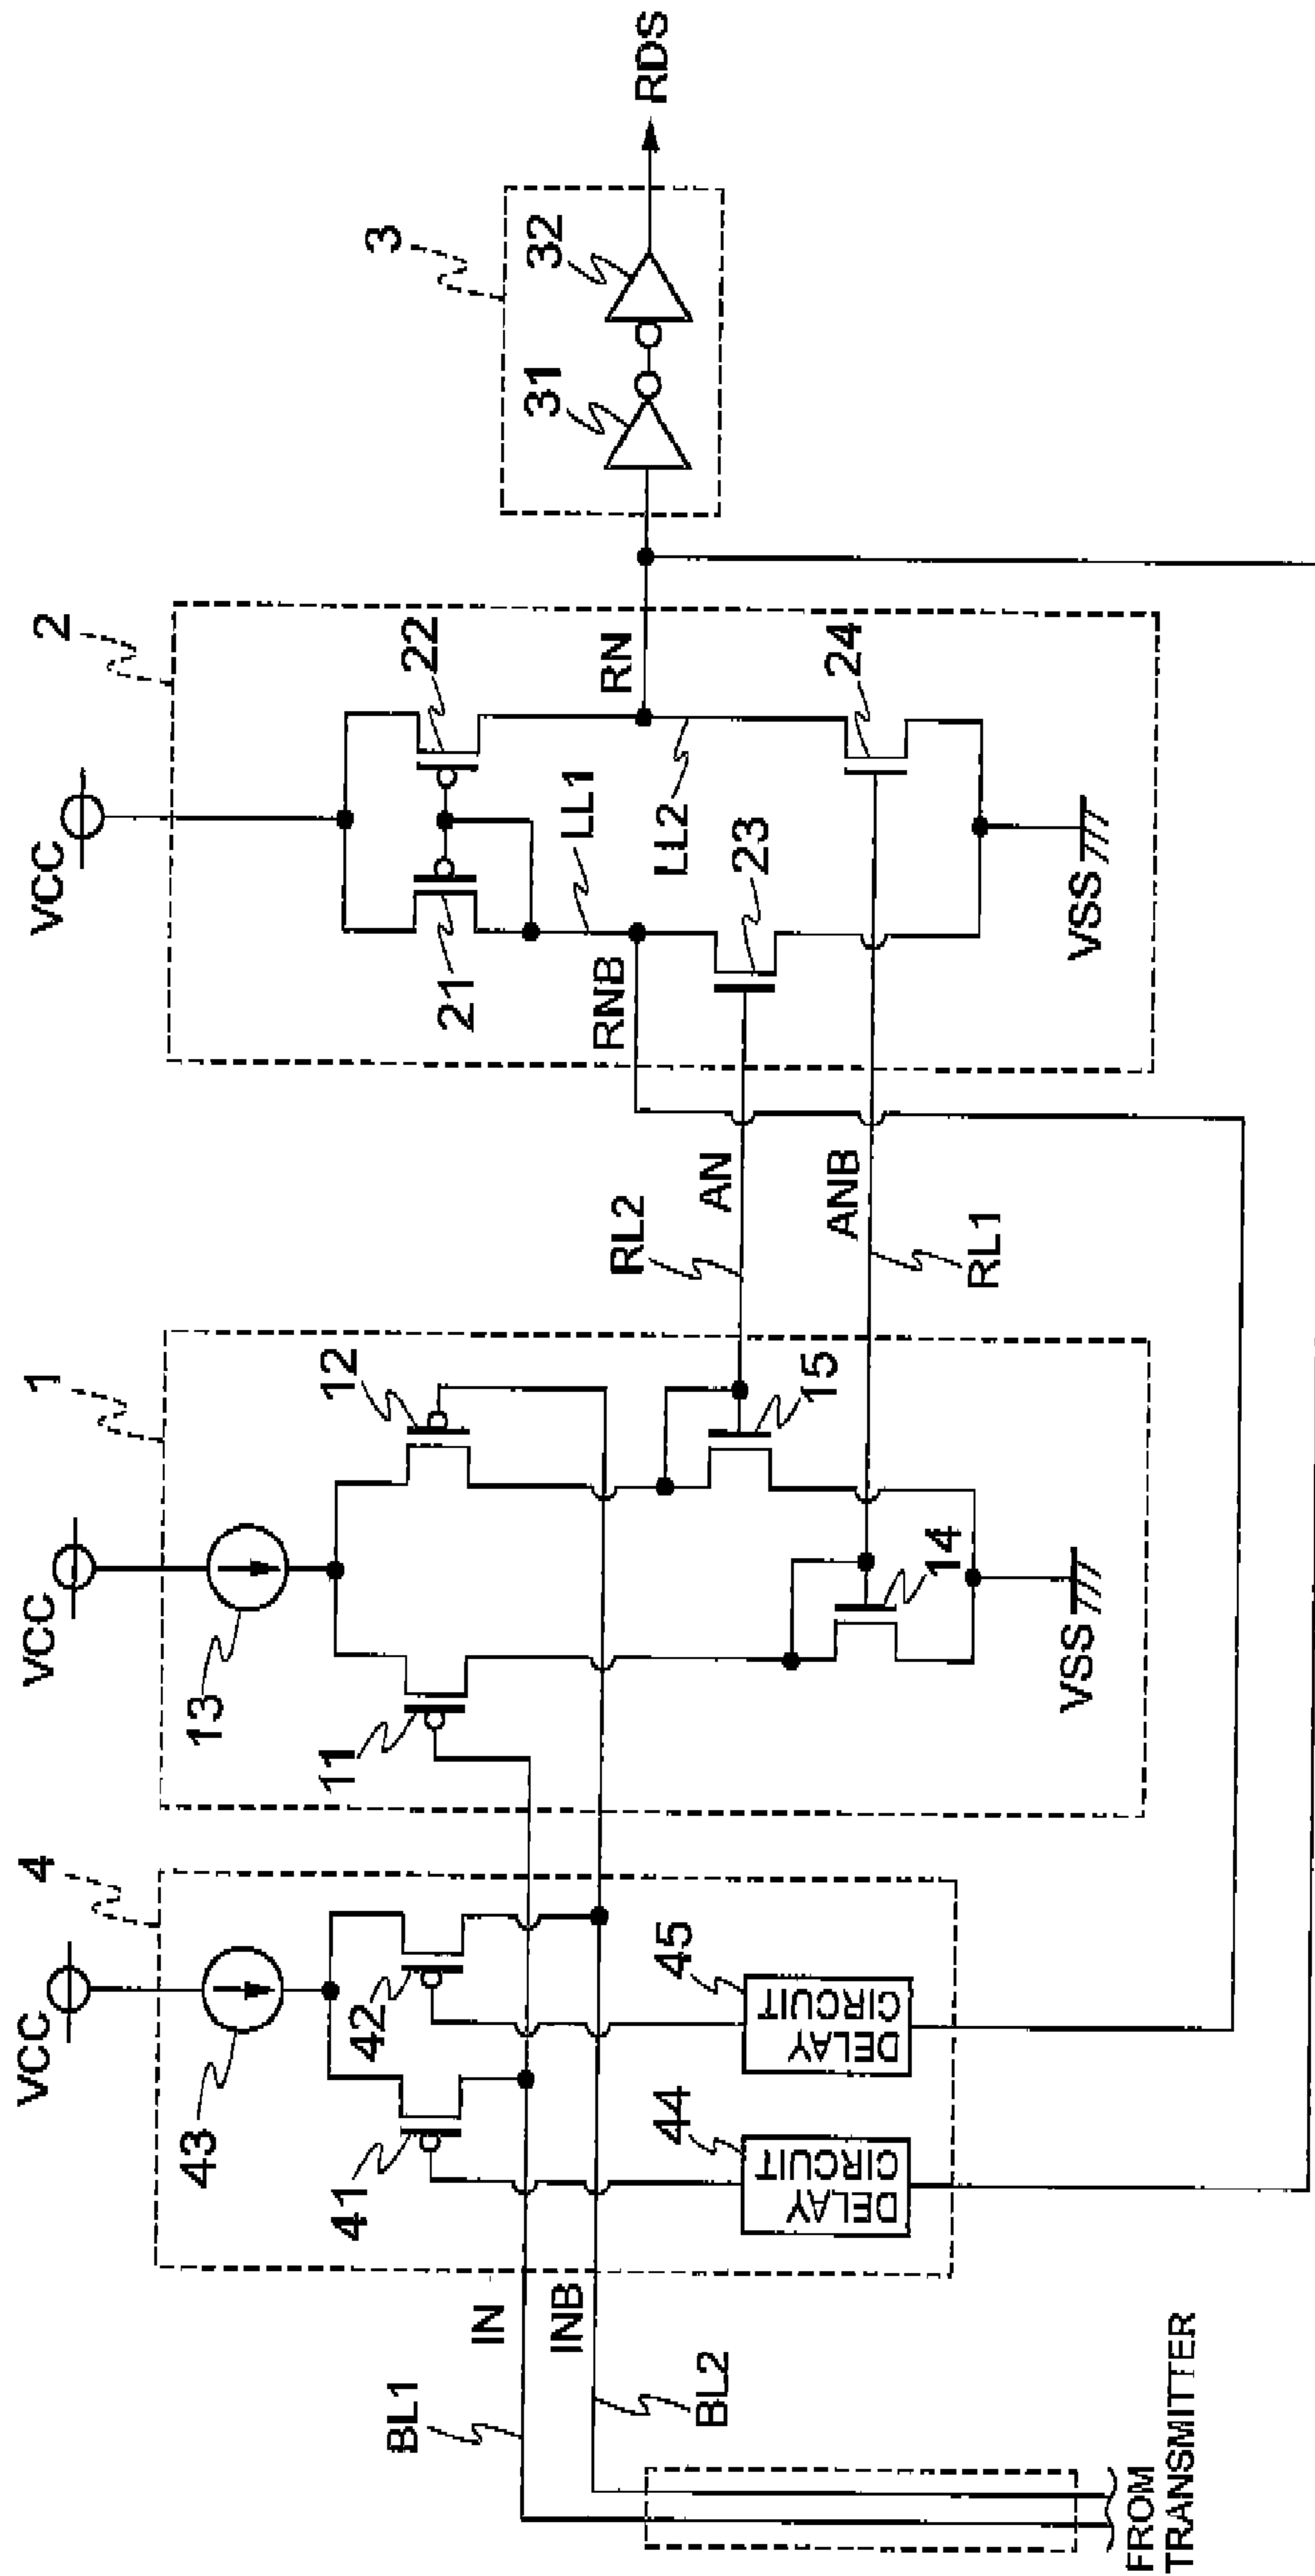 VCC
VCC
VCC
4
1
2
3
43
41
42
44
DELAY
CIRCUIT
45
DELAY
CIRCUIT
13
11
12
14
15
VSS
21
22
RNB
LL1
RN
LL2
23
24
VSS
31
32
RDS
RL2
AN
ANB
RL1
BL1
IN
INB
BL2
FROM
TRANSMITTER